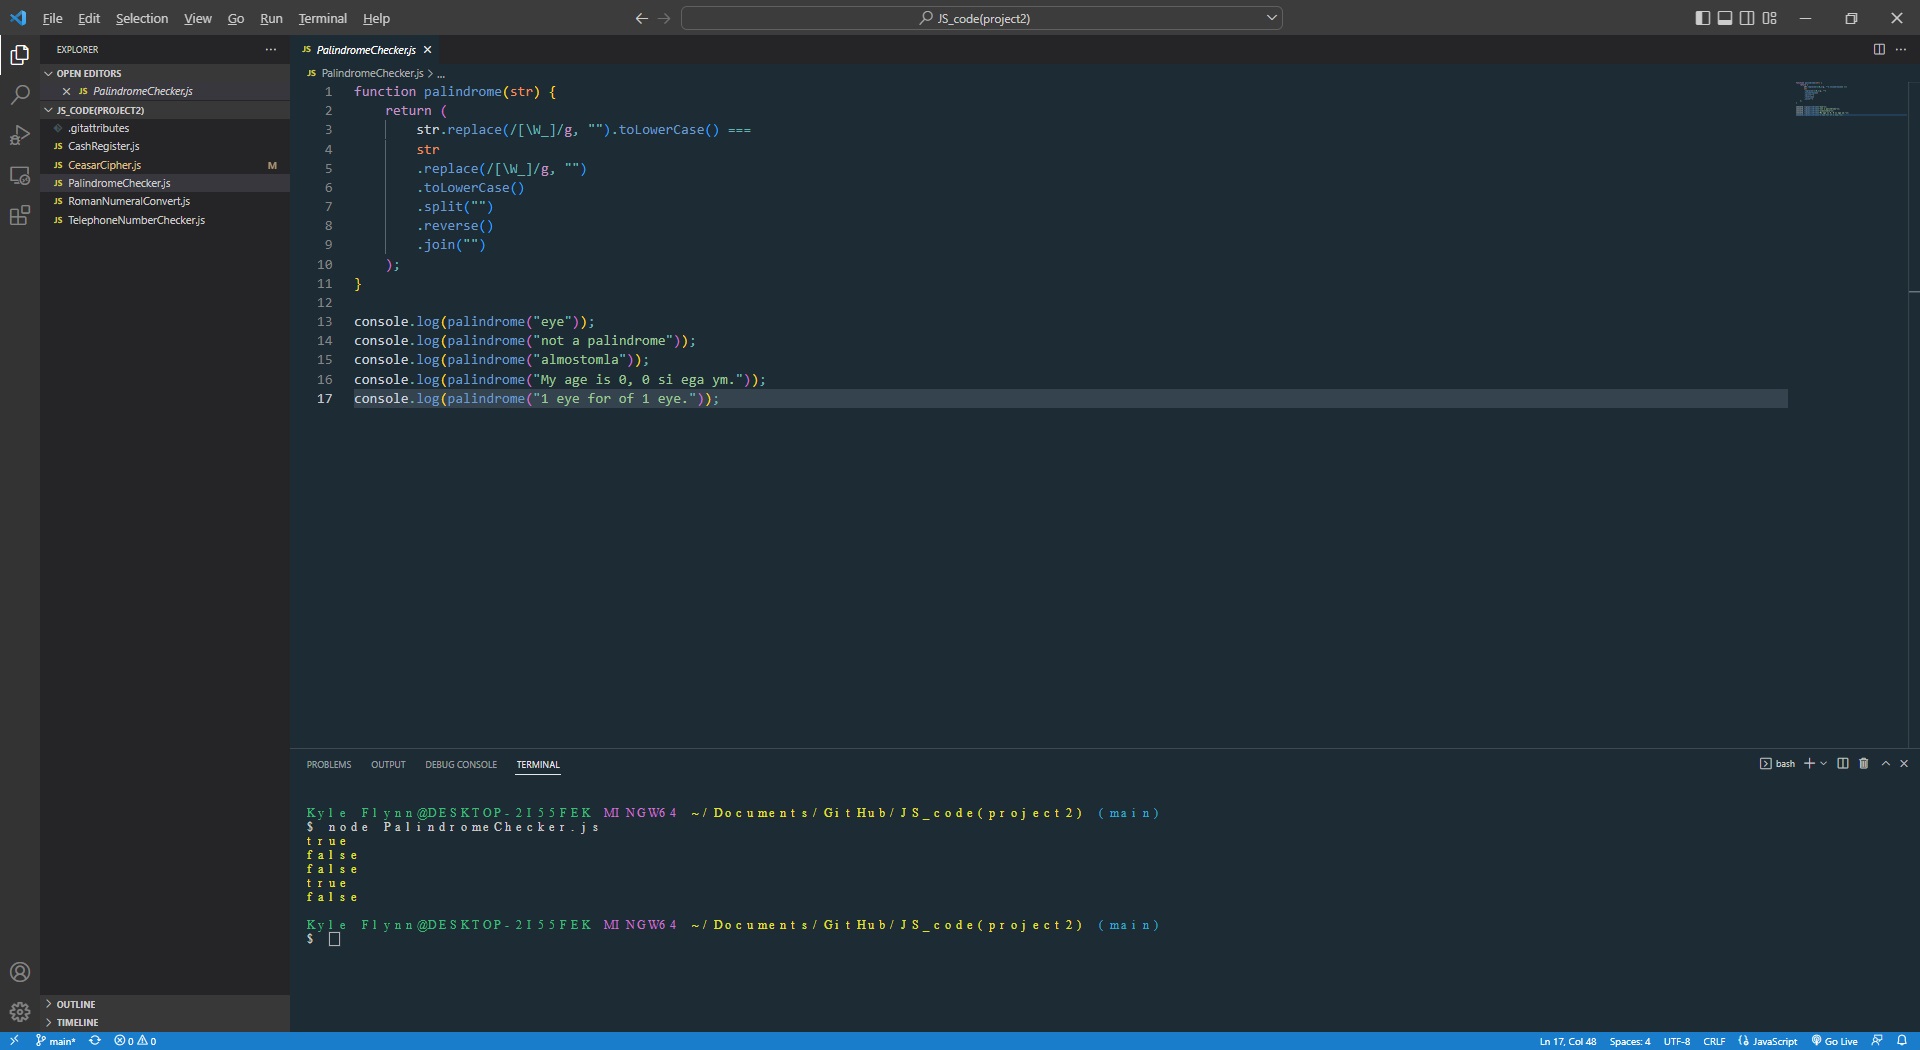 File Edit Selection View Go Run Terminal Help
JS_code(project2)
EXPLORER
JS PalindromeChecker.js
OPEN EDITORS
JS PalindromeChecker.js
JS_CODE(PROJECT2)
.gitattributes
JS CashRegister.js
JS CeasarCipher.js M
JS PalindromeChecker.js
JS RomanNumeralConvert.js
JS TelephoneNumberChecker.js
JS PalindromeChecker.js > ...
1 function palindrome(str) {
2     return (
3         str.replace(/[\W_]/g, "").toLowerCase() ===
4         str
5         .replace(/[\W_]/g, "")
6         .toLowerCase()
7         .split("")
8         .reverse()
9         .join("")
10     );
11 }
12
13 console.log(palindrome("eye"));
14 console.log(palindrome("not a palindrome"));
15 console.log(palindrome("almostomla"));
16 console.log(palindrome("My age is 0, 0 si ega ym."));
17 console.log(palindrome("1 eye for of 1 eye."));
PROBLEMS OUTPUT DEBUG CONSOLE TERMINAL
bash
Kyle Flynn@DESKTOP-2I55FEK MINGW64 ~/Documents/GitHub/JS_code(project2) (main)
$ node PalindromeChecker.js
true
false
false
true
false
Kyle Flynn@DESKTOP-2I55FEK MINGW64 ~/Documents/GitHub/JS_code(project2) (main)
$
OUTLINE
TIMELINE
main* 0 0
Ln 17, Col 48 Spaces: 4 UTF-8 CRLF JavaScript Go Live